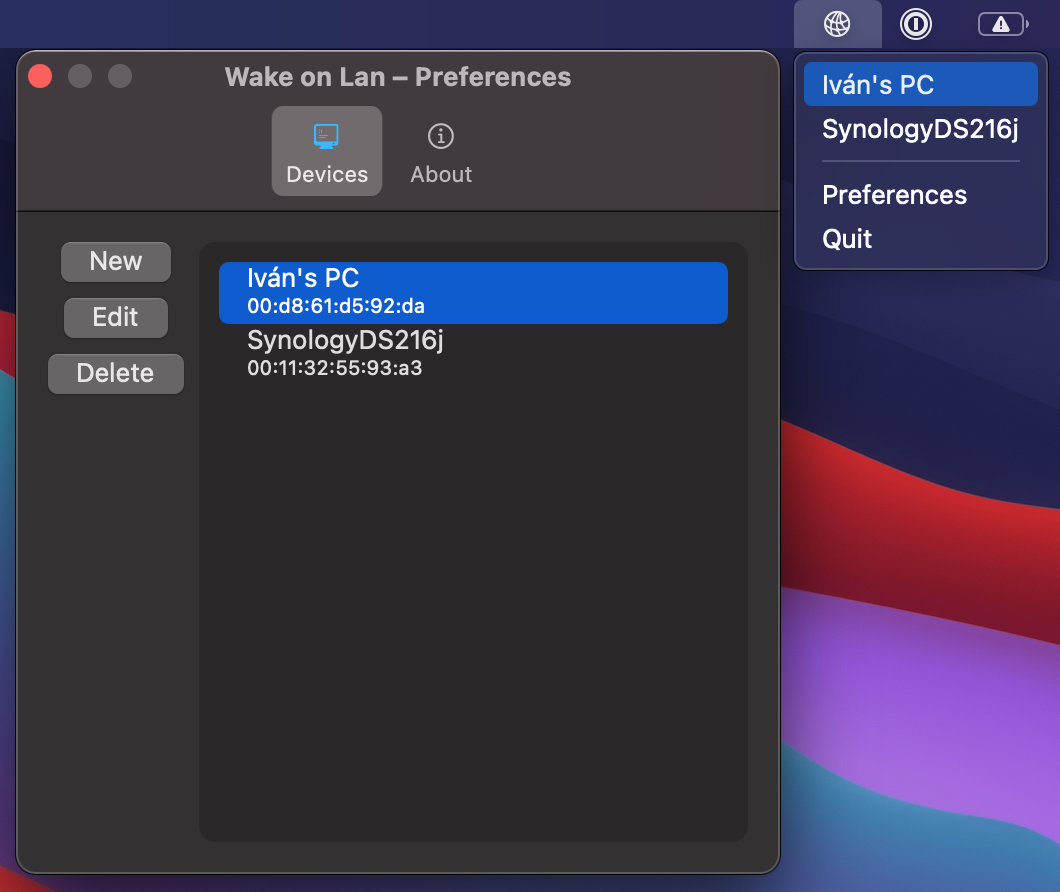 Wake on Lan – Preferences
Devices
About
New
Edit
Delete
Iván's PC
00:d8:61:d5:92:da
SynologyDS216j
00:11:32:55:93:a3
Iván's PC
SynologyDS216j
Preferences
Quit